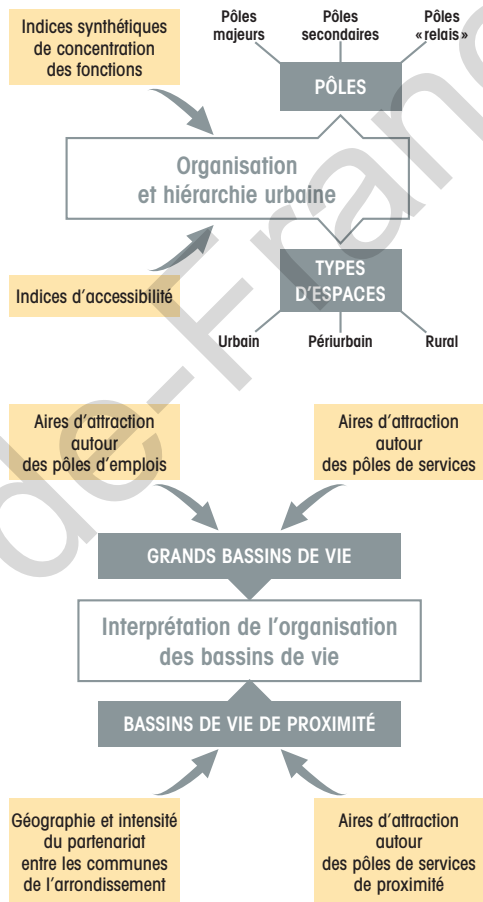 Indices synthétiques
de concentration
des fonctions
Pôles
majeurs
Pôles
secondaires
Pôles
« relais »
PÔLES
Organisation
et hiérarchie urbaine
Indices d’accessibilité
TYPES
D’ESPACES
Urbain
Périurbain
Rural
Aires d’attraction
autour
des pôles d’emplois
Aires d’attraction
autour
des pôles de services
GRANDS BASSINS DE VIE
Interprétation de l’organisation
des bassins de vie
BASSINS DE VIE DE PROXIMITÉ
Géographie et intensité
du partenariat
entre les communes
de l’arrondissement
Aires d’attraction
autour
des pôles de services
de proximité
de-Franc